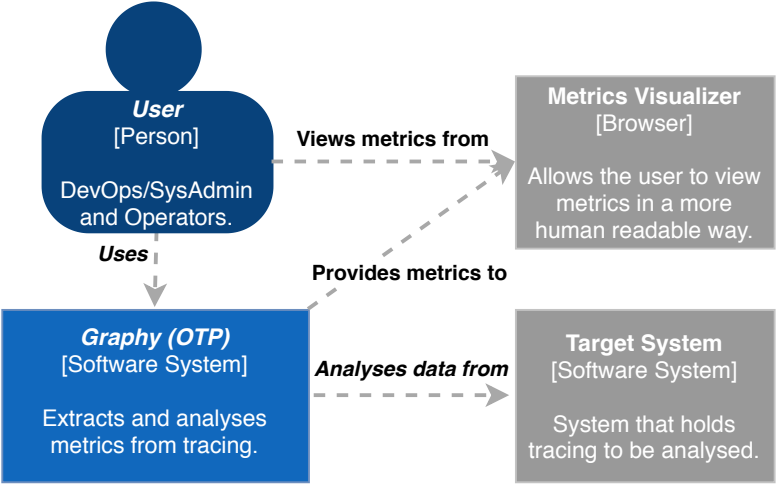 User
[Person]
DevOps/SysAdmin
and Operators.
Views metrics from
Metrics Visualizer
[Browser]
Allows the user to view
metrics in a more
human readable way.
Uses
Provides metrics to
Graphy (OTP)
[Software System]
Extracts and analyses
metrics from tracing.
Analyses data from
Target System
[Software System]
System that holds
tracing to be analysed.